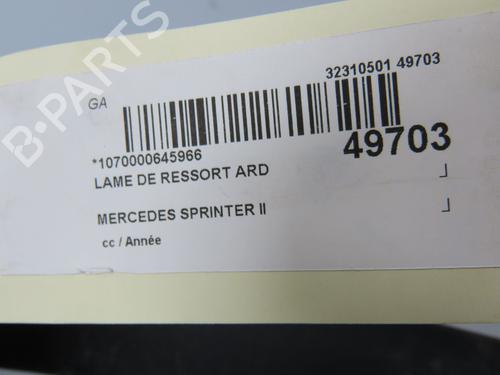 B-PARTS
GA
32310501 49703
*1070000645966
49703
LAME DE RESSORT ARD
MERCEDES SPRINTER II
cc / Année